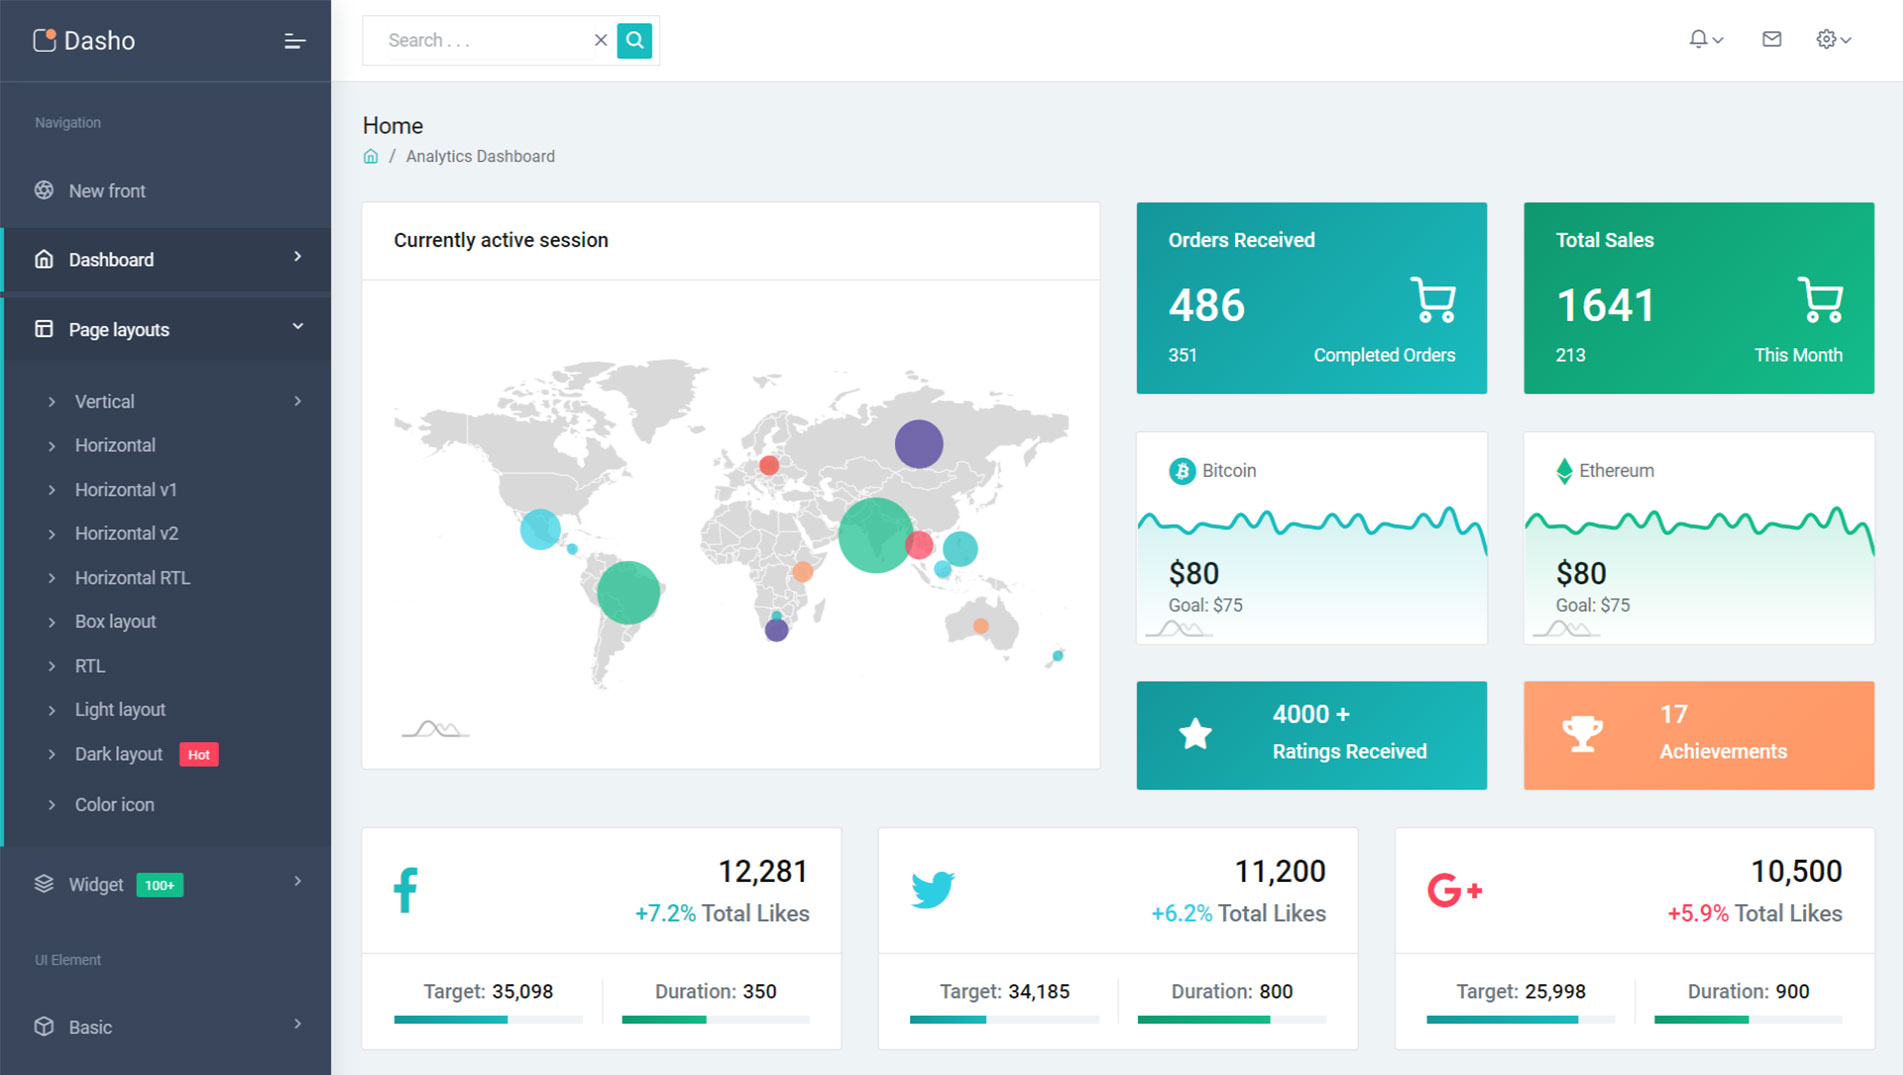 Dasho
Search . . .
Navigation
New front
Dashboard
Page layouts
Vertical
Horizontal
Horizontal v1
Horizontal v2
Horizontal RTL
Box layout
RTL
Light layout
Dark layout Hot
Color icon
Widget 100+
UI Element
Basic
Home
/ Analytics Dashboard
Currently active session
Orders Received
486
351 Completed Orders
Total Sales
1641
213 This Month
Bitcoin
$80
Goal: $75
Ethereum
$80
Goal: $75
4000 +
Ratings Received
17
Achievements
12,281
+7.2% Total Likes
Target: 35,098 Duration: 350
11,200
+6.2% Total Likes
Target: 34,185 Duration: 800
G+
10,500
+5.9% Total Likes
Target: 25,998 Duration: 900